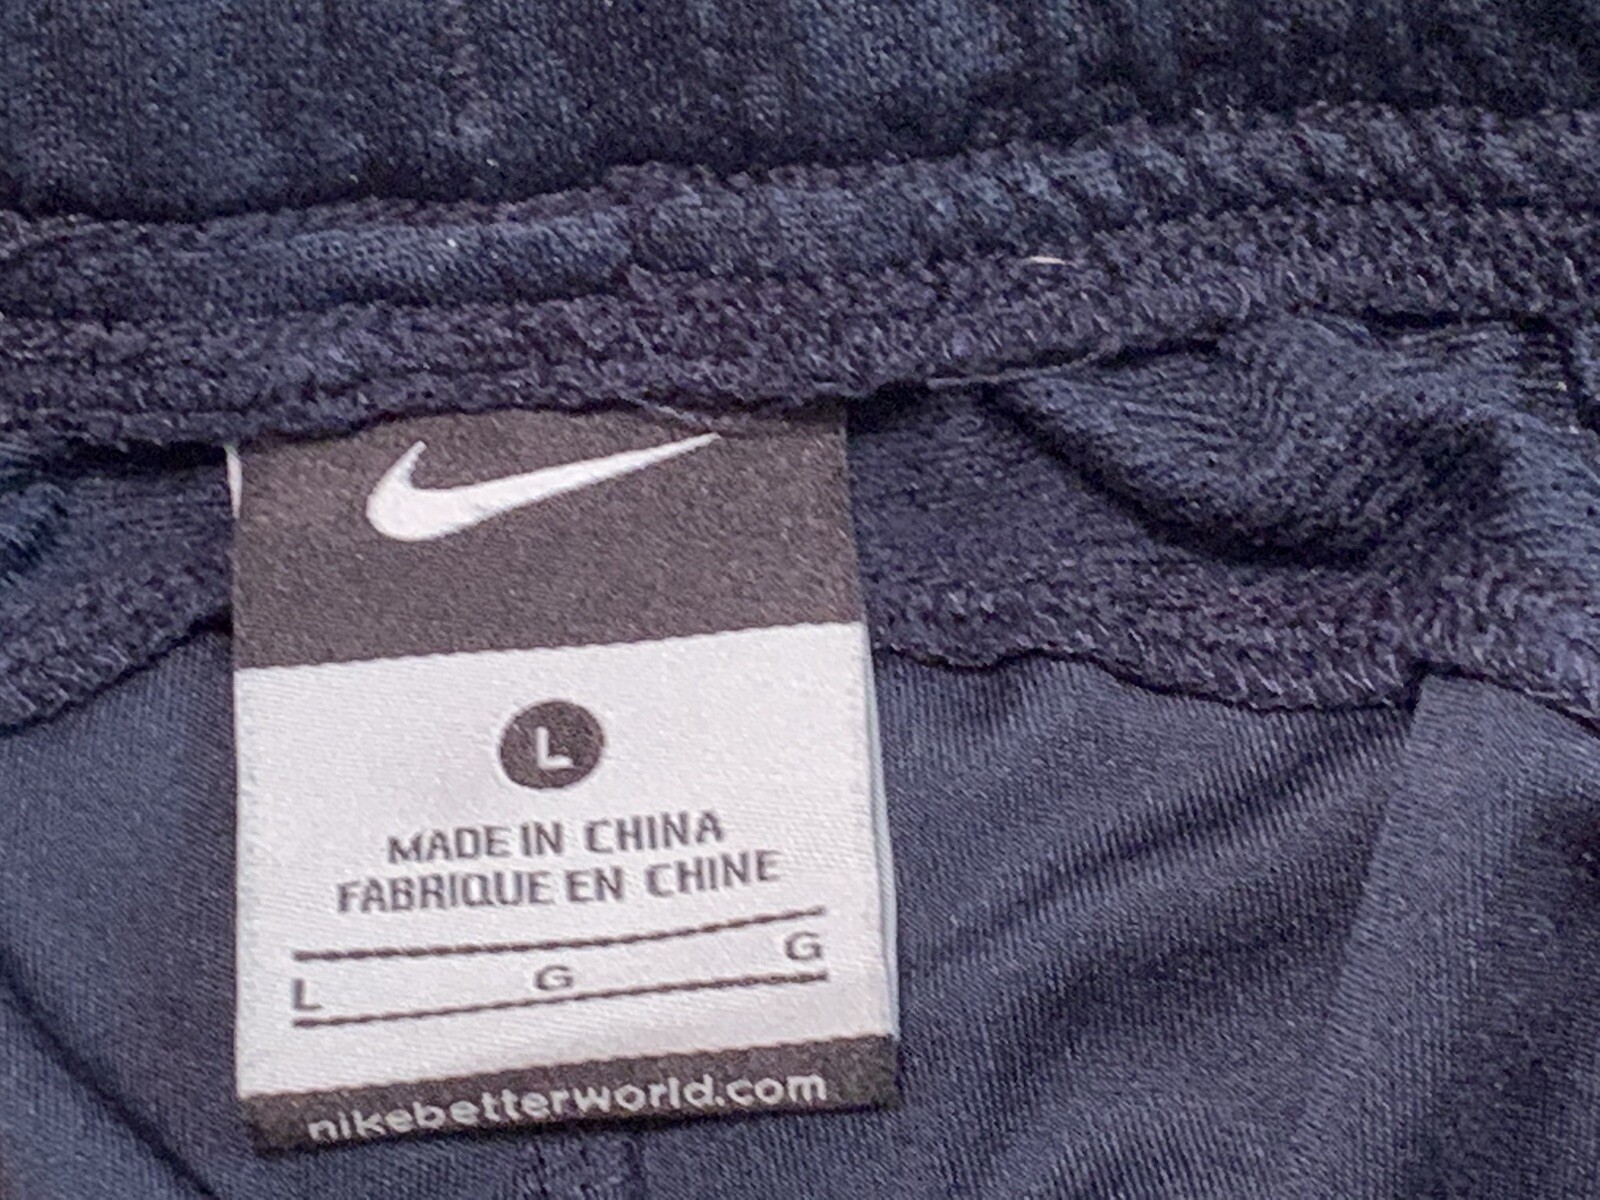 L
MADE IN CHINA
FABRIQUE EN CHINE
L G G
nikebetterworld.com